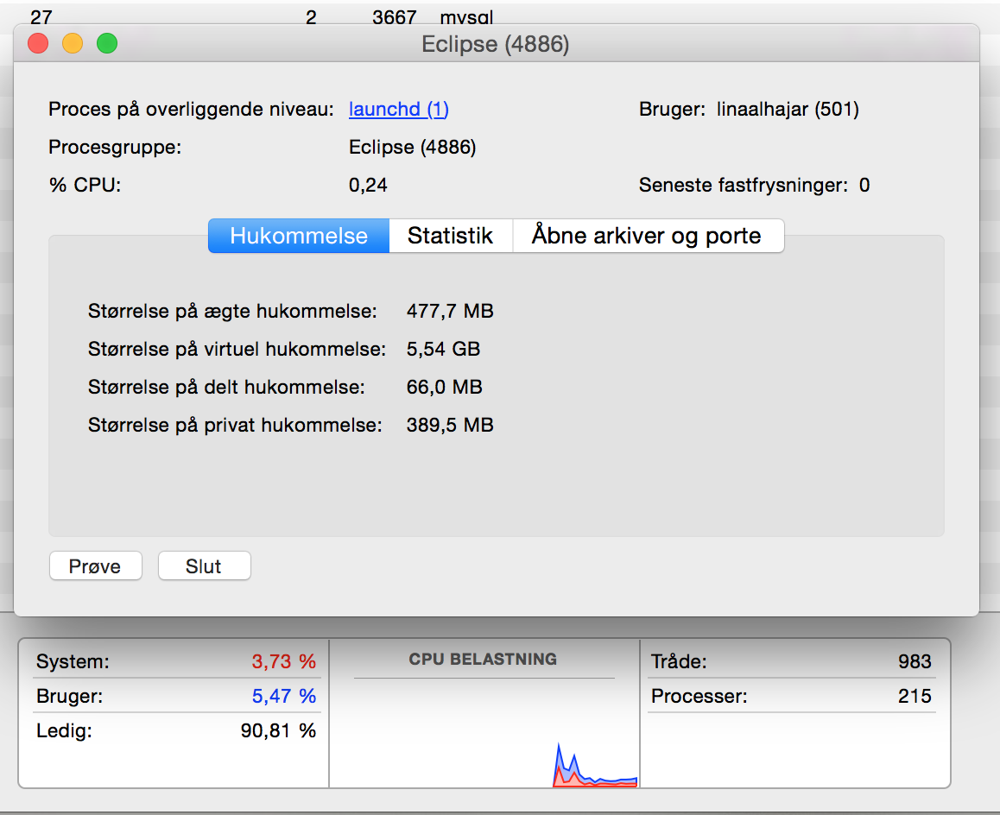 27 2 3667 mysql
Eclipse (4886)
Proces på overliggende niveau: launchd (1) Bruger: linaalhajar (501)
Procesgruppe: Eclipse (4886)
% CPU: 0,24 Seneste fastfrysninger: 0
Hukommelse Statistik Åbne arkiver og porte
Størrelse på ægte hukommelse: 477,7 MB
Størrelse på virtuel hukommelse: 5,54 GB
Størrelse på delt hukommelse: 66,0 MB
Størrelse på privat hukommelse: 389,5 MB
Prøve Slut
System: 3,73 % CPU BELASTNING Tråde: 983
Bruger: 5,47 % Processer: 215
Ledig: 90,81 %